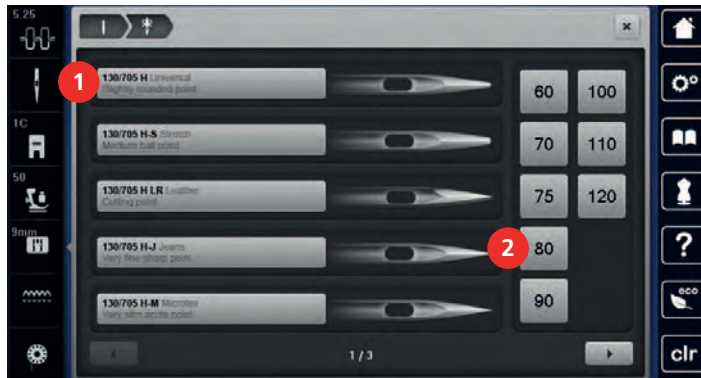 5.25
1C
50
9mm
1
130/705 H Universal
Slightly rounded point
130/705 H-S Stretch
Medium ball point
130/705 H LR Leather
Cutting point
130/705 H-J Jeans
Very fine sharp point
130/705 H-M Microtex
Very slim acute point
60 100
70 110
75 120
2
80
90
1 / 3
?
eco
clr